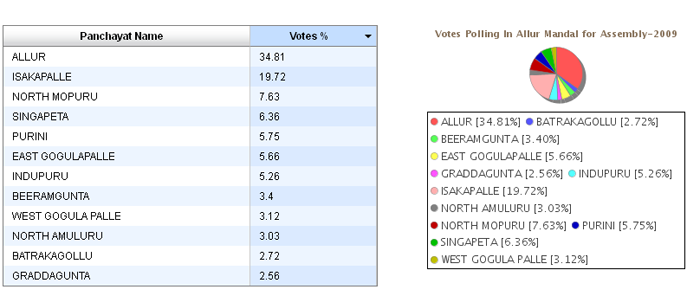 Panchayat Name Votes %
ALLUR 34.81
ISAKAPALLE 19.72
NORTH MOPURU 7.63
SINGAPETA 6.36
PURINI 5.75
EAST GOGULAPALLE 5.66
INDUPURU 5.26
BEERAMGUNTA 3.4
WEST GOGULA PALLE 3.12
NORTH AMULURU 3.03
BATRAKAGOLLU 2.72
GRADDAGUNTA 2.56
Votes Polling In Allur Mandal for Assembly-2009
ALLUR [34.81%] BATRAKAGOLLU [2.72%]
BEERAMGUNTA [3.40%]
EAST GOGULAPALLE [5.66%]
GRADDAGUNTA [2.56%] INDUPURU [5.26%]
ISAKAPALLE [19.72%]
NORTH AMULURU [3.03%]
NORTH MOPURU [7.63%] PURINI [5.75%]
SINGAPETA [6.36%]
WEST GOGULA PALLE [3.12%]